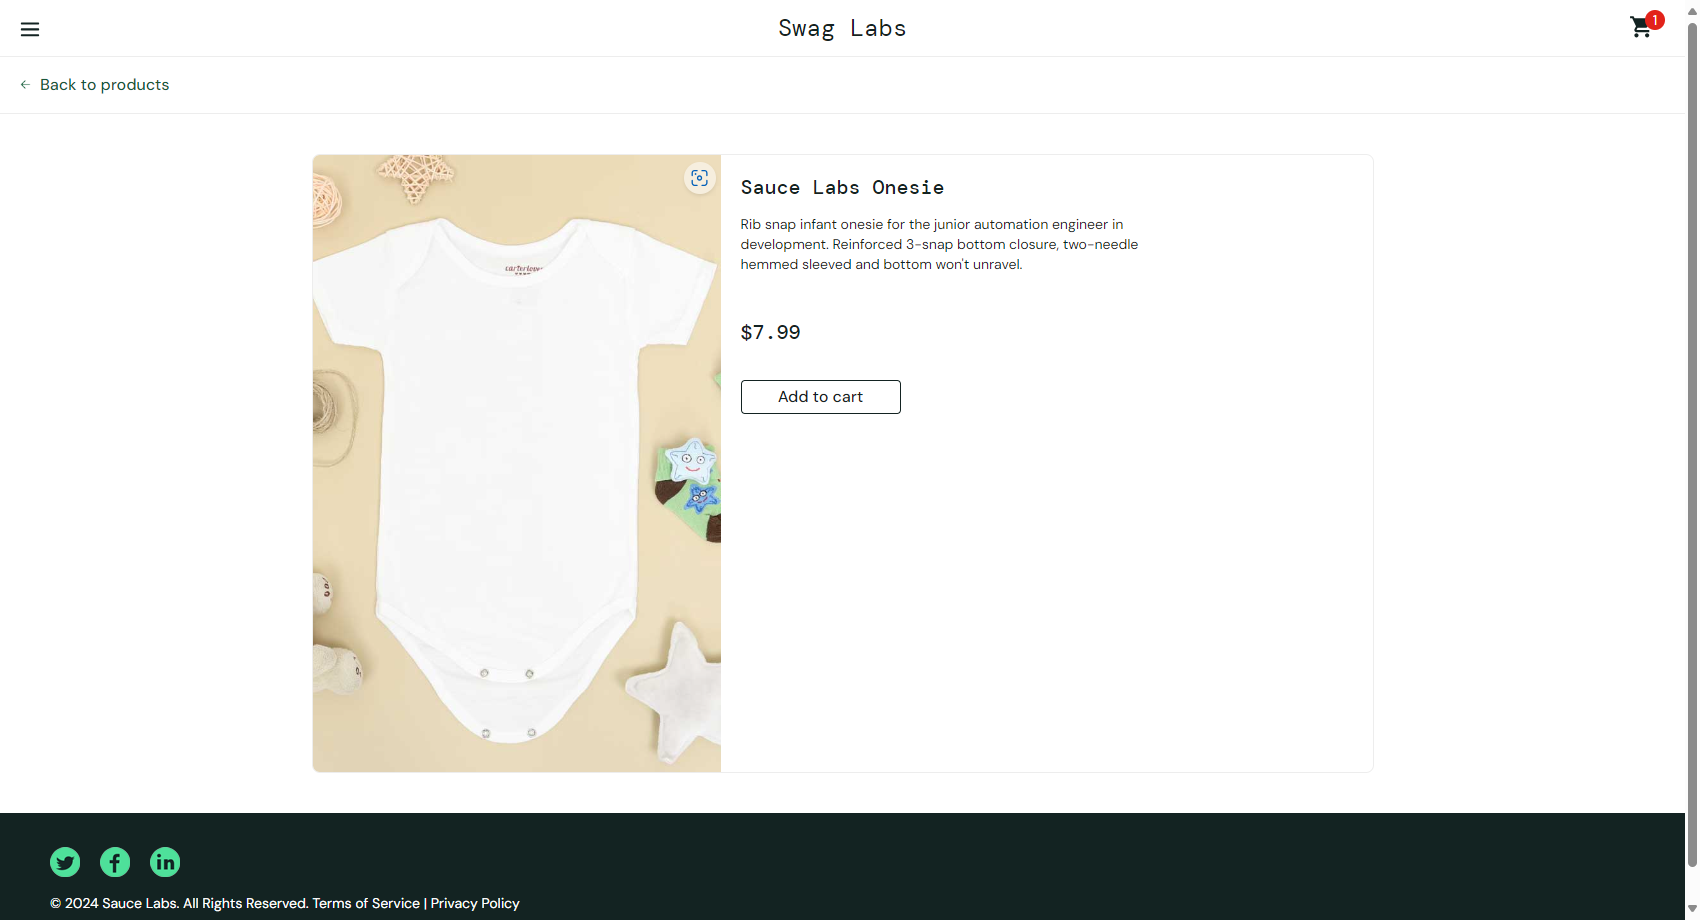 Swag Labs
1
Back to products
Sauce Labs Onesie
Rib snap infant onesie for the junior automation engineer in
development. Reinforced 3-snap bottom closure, two-needle
hemmed sleeved and bottom won't unravel.
$7.99
Add to cart
© 2024 Sauce Labs. All Rights Reserved. Terms of Service | Privacy Policy